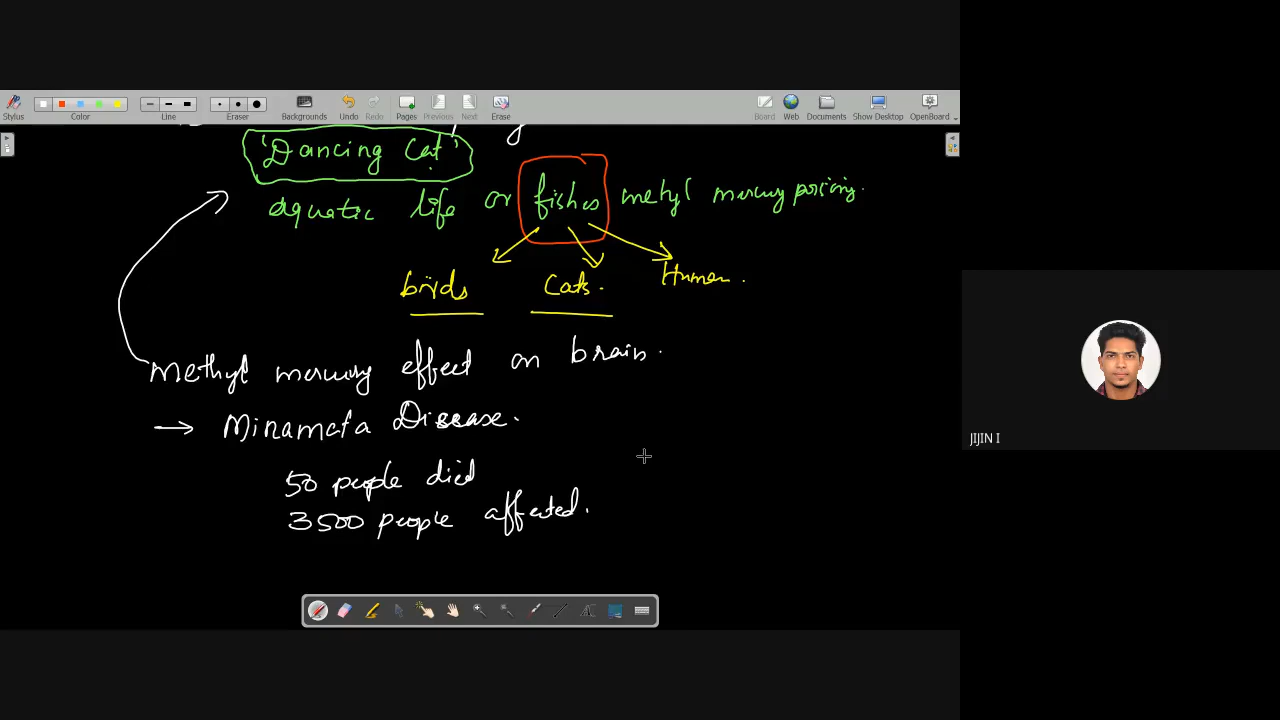 Stylus Color Line Eraser Backgrounds Undo Redo Pages Previous Next Erase Board Web Documents Show Desktop OpenBoard
'Dancing Cat'
aquatic life or fishes methyl mercury
birds cats. Human.
Methyl mercury effect on brain.
→ Minamata Disease.
50 people died
3500 people affected.
JIJIN I